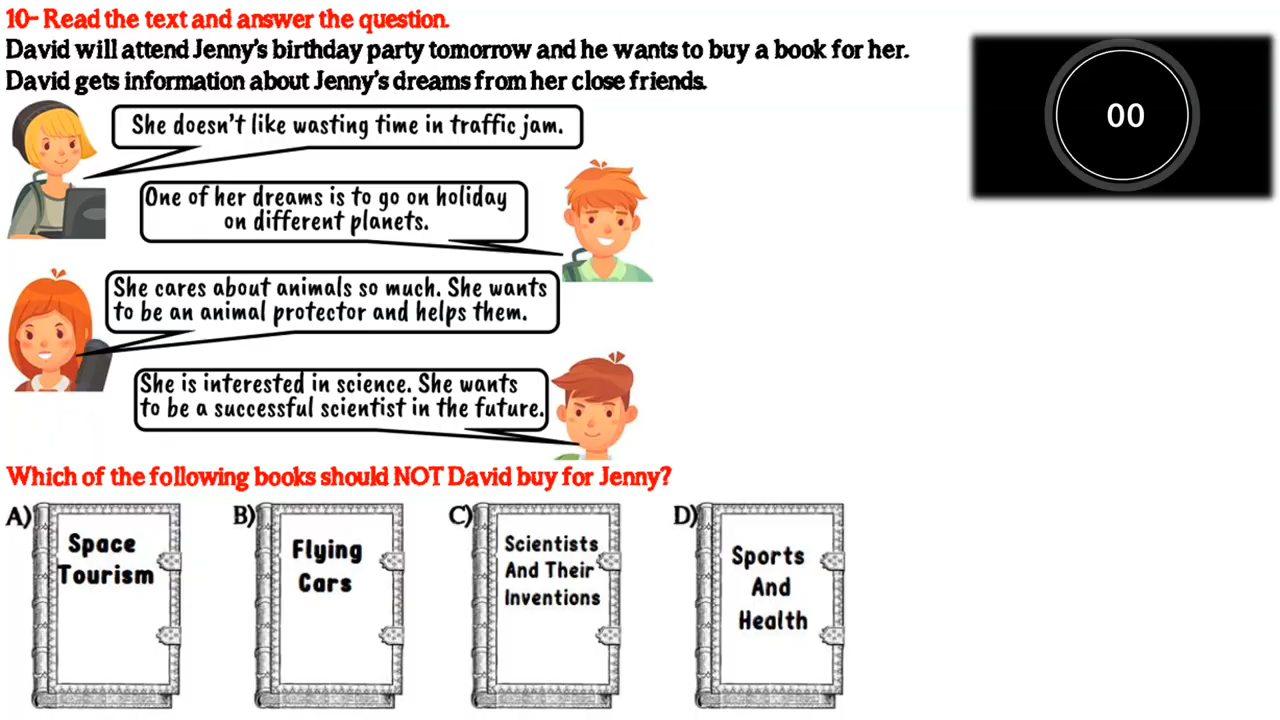 10- Read the text and answer the question.
David will attend Jenny's birthday party tomorrow and he wants to buy a book for her.
David gets information about Jenny's dreams from her close friends.
00
She doesn't like wasting time in traffic jam.
One of her dreams is to go on holiday
on different planets.
She cares about animals so much. She wants
to be an animal protector and helps them.
She is interested in science. She wants
to be a successful scientist in the future.
Which of the following books should NOT David buy for Jenny?
A)
Space
Tourism
B)
Flying
Cars
C)
Scientists
And Their
Inventions
D)
Sports
And
Health